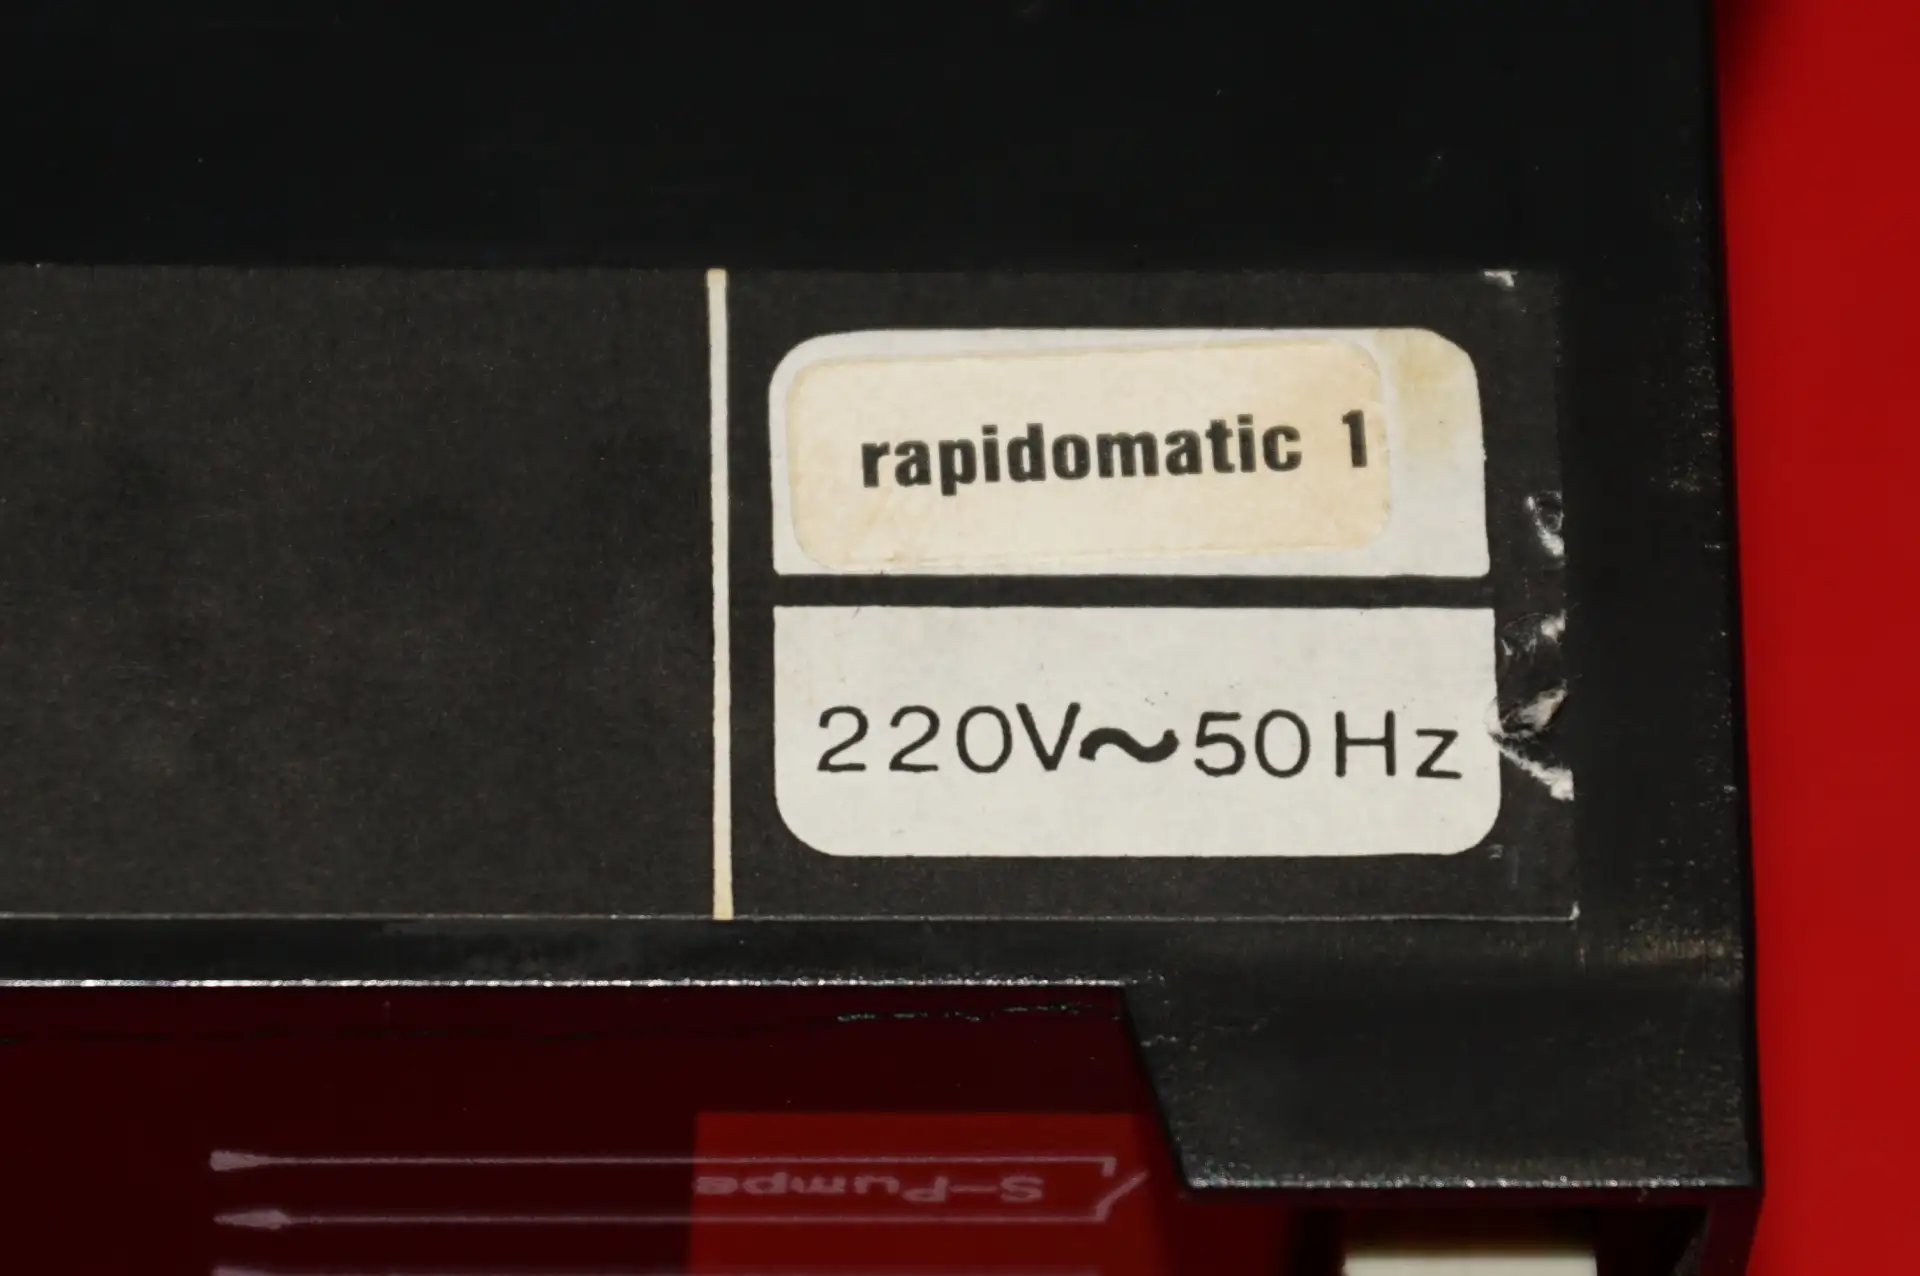 rapidomatic 1
220V~50Hz
S-Pumpe